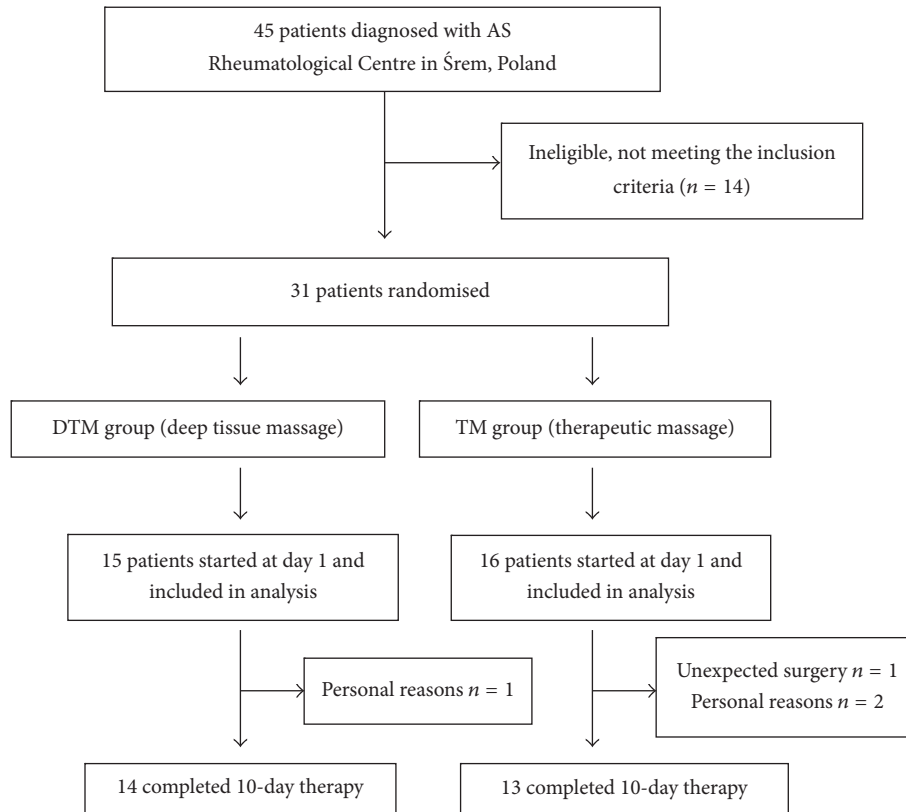 45 patients diagnosed with AS
Rheumatological Centre in Śrem, Poland
Ineligible, not meeting the inclusion
criteria (n = 14)
31 patients randomised
DTM group (deep tissue massage)
TM group (therapeutic massage)
15 patients started at day 1 and
included in analysis
16 patients started at day 1 and
included in analysis
Personal reasons n = 1
Unexpected surgery n = 1
Personal reasons n = 2
14 completed 10-day therapy
13 completed 10-day therapy